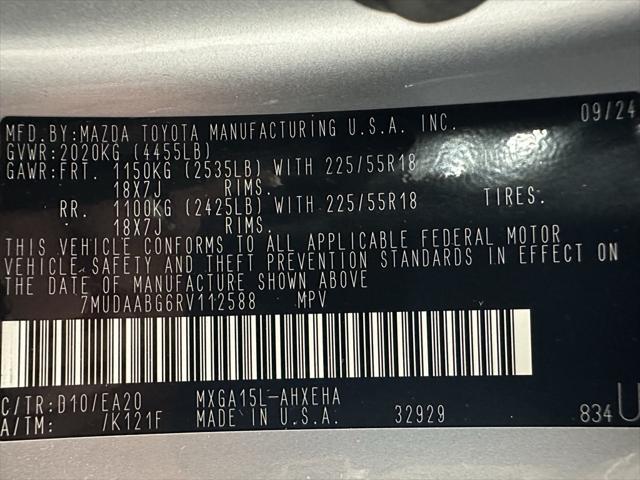 MFD. BY:MAZDA TOYOTA MANUFACTURING U.S.A. INC. 09/24
GVWR:2020KG (4455LB)
GAWR:FRT. 1150KG (2535LB) WITH 225/55R18
18X7J RIMS.
RR. 1100KG (2425LB) WITH 225/55R18 TIRES.
18X7J RIMS.
THIS VEHICLE CONFORMS TO ALL APPLICABLE FEDERAL MOTOR
VEHICLE SAFETY AND THEFT PREVENTION STANDARDS IN EFFECT ON
THE DATE OF MANUFACTURE SHOWN ABOVE
7MUDAABG6RV112588 MPV
C/TR:D10/EA20 MXGA15L-AHXEHA
A/TM: /K121F MADE IN U.S.A. 32929 834 U